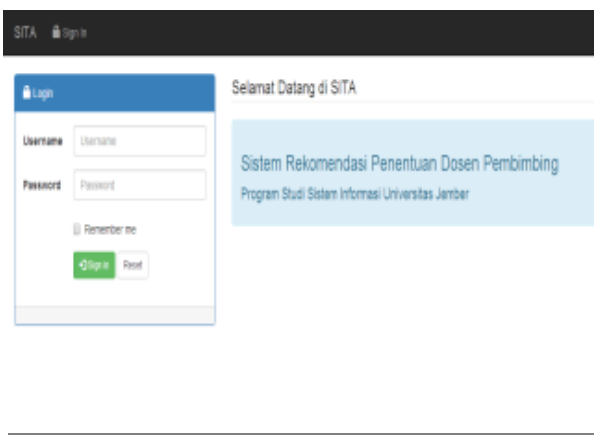 SITA Sign In
Login
Selamat Datang di SITA
Username Username
Password Password
Remember me
Sign in Reset
Sistem Rekomendasi Penentuan Dosen Pembimbing
Program Studi Sistem Informasi Universitas Jember